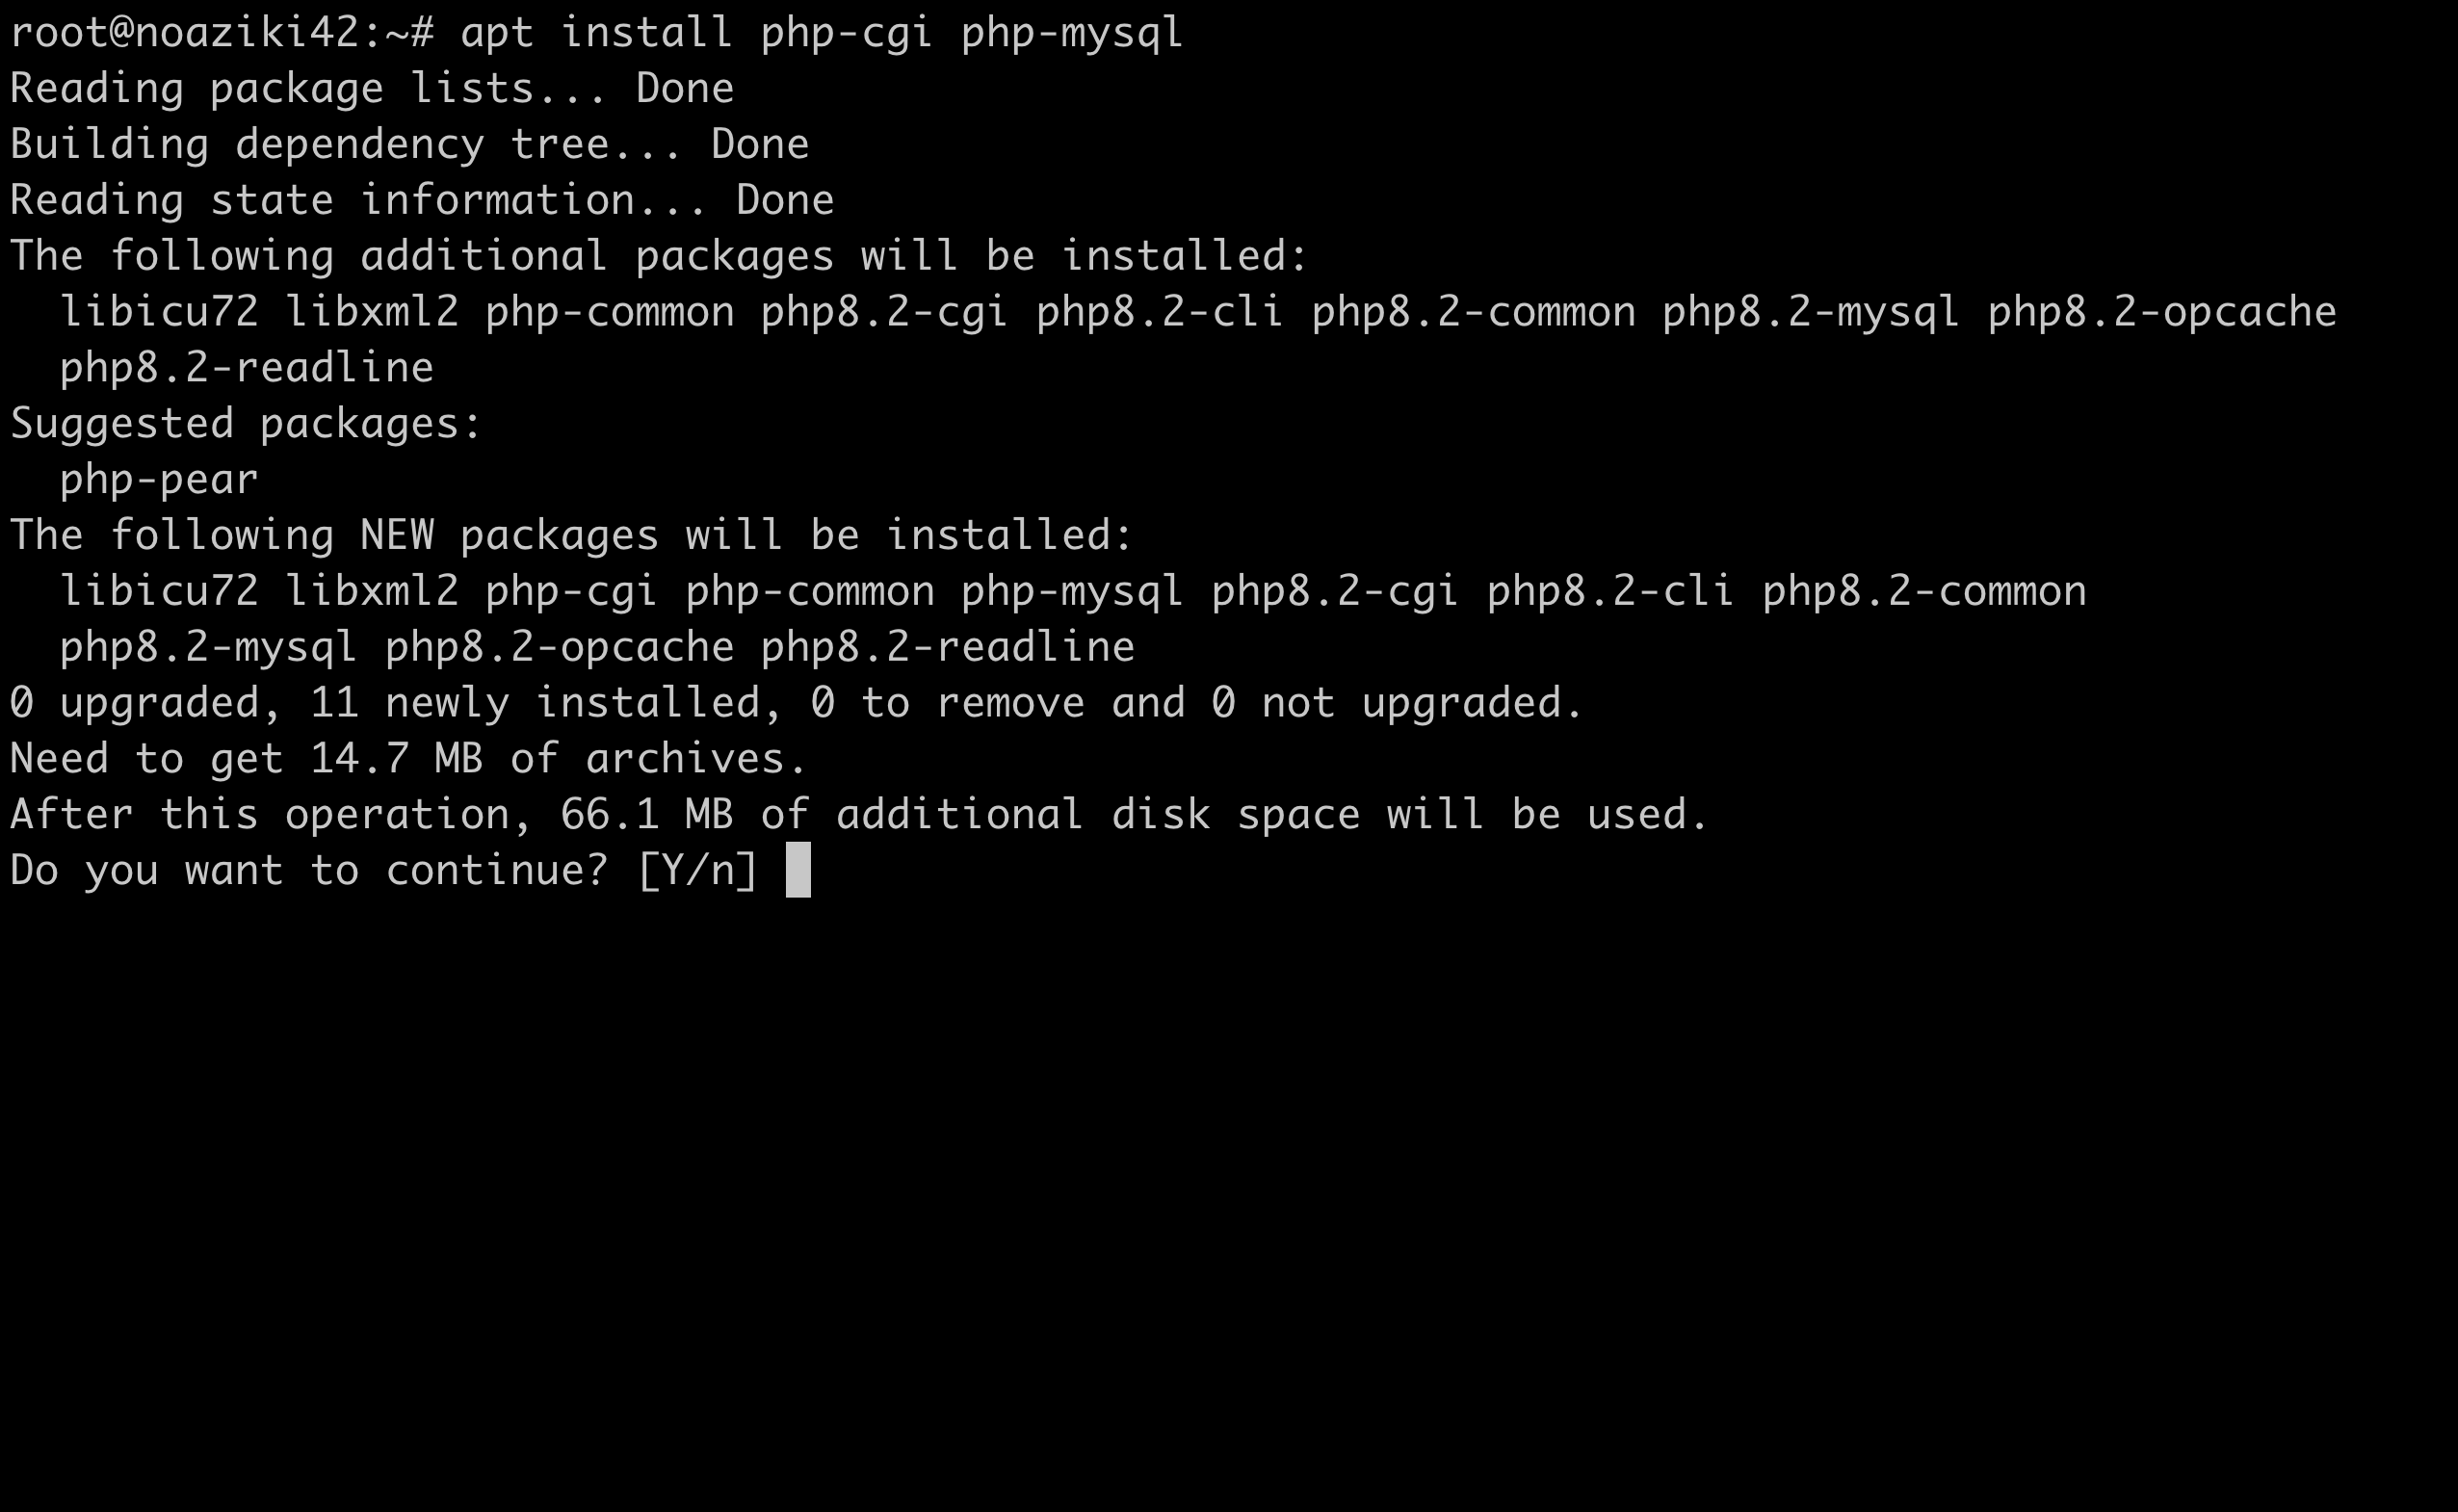 root@noaziki42:~# apt install php-cgi php-mysql
Reading package lists... Done
Building dependency tree... Done
Reading state information... Done
The following additional packages will be installed:
  libicu72 libxml2 php-common php8.2-cgi php8.2-cli php8.2-common php8.2-mysql php8.2-opcache
  php8.2-readline
Suggested packages:
  php-pear
The following NEW packages will be installed:
  libicu72 libxml2 php-cgi php-common php-mysql php8.2-cgi php8.2-cli php8.2-common
  php8.2-mysql php8.2-opcache php8.2-readline
0 upgraded, 11 newly installed, 0 to remove and 0 not upgraded.
Need to get 14.7 MB of archives.
After this operation, 66.1 MB of additional disk space will be used.
Do you want to continue? [Y/n]